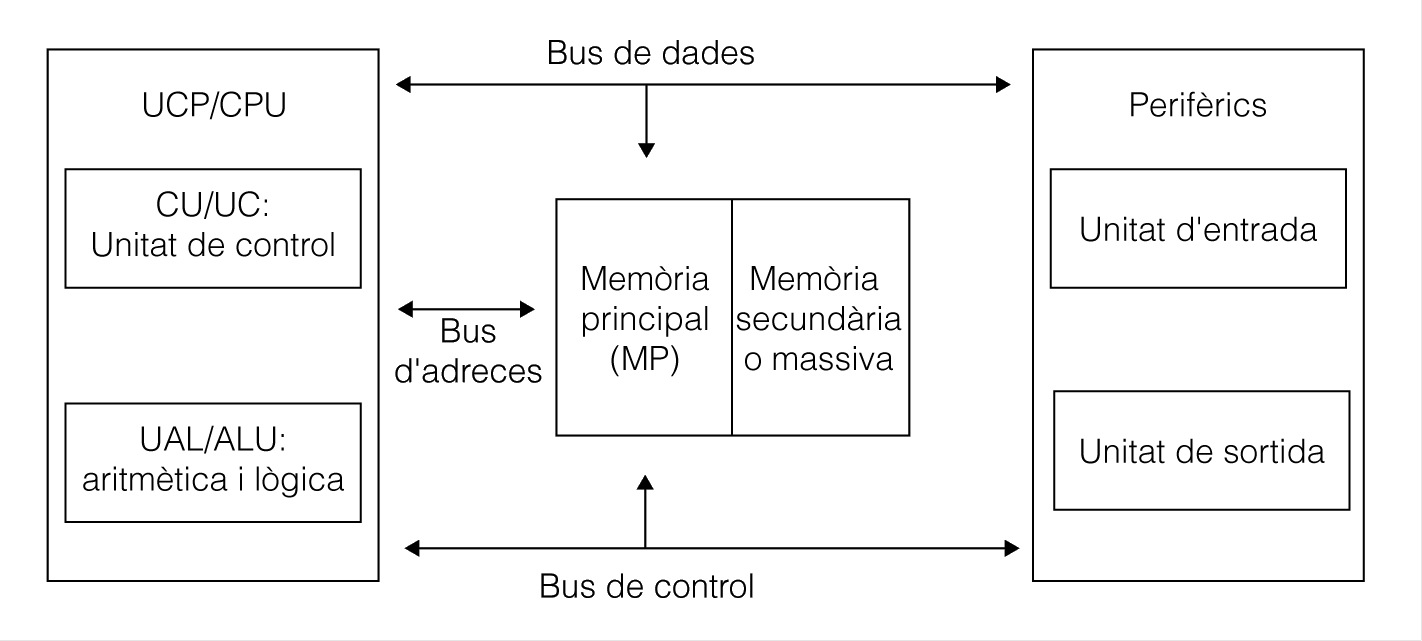 Bus de dades
UCP/CPU
CU/UC:
Unitat de control
UAL/ALU:
aritmètica i lògica
Bus
d'adreces
Memòria
principal
(MP)
Memòria
secundària
o massiva
Perifèrics
Unitat d'entrada
Unitat de sortida
Bus de control